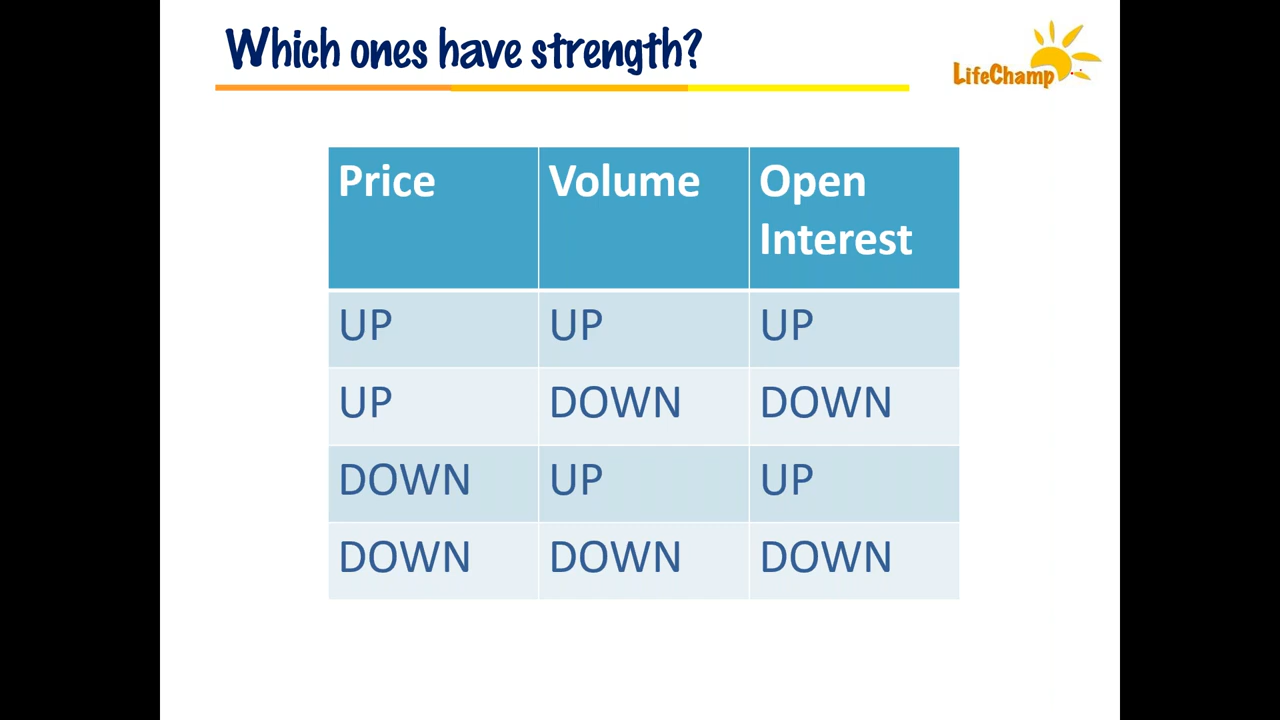 Which ones have strength?
LifeChamp
Price Volume Open
Interest
UP UP UP
UP DOWN DOWN
DOWN UP UP
DOWN DOWN DOWN